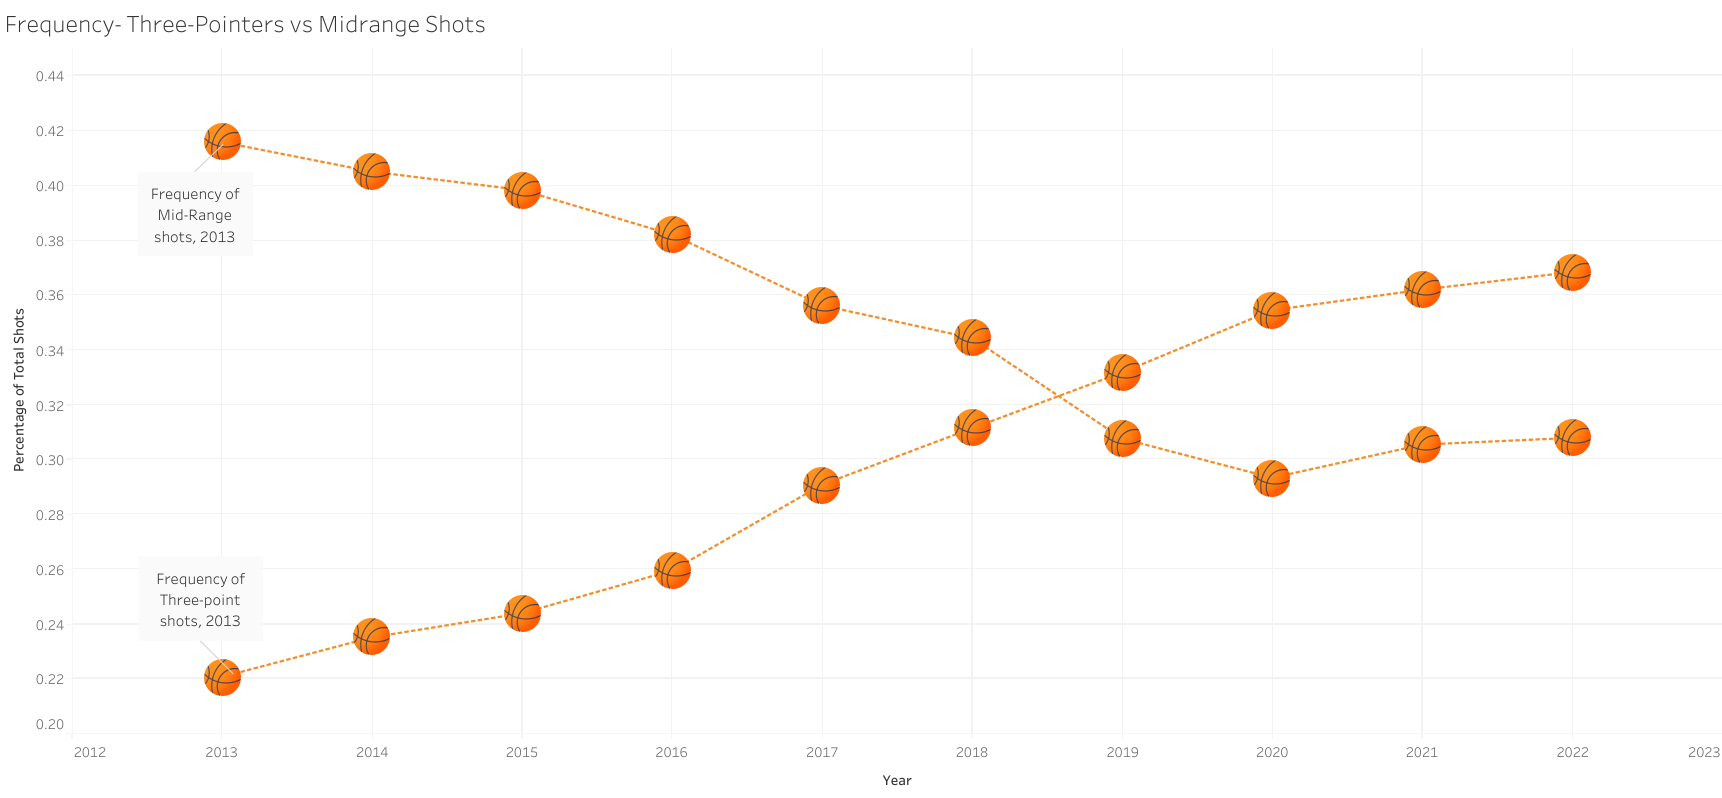 Frequency- Three-Pointers vs Midrange Shots
0.44
0.42
0.40
0.38
0.36
0.34
0.32
0.30
0.28
0.26
0.24
0.22
0.20
Percentage of Total Shots
Frequency of
Mid-Range
shots, 2013
Frequency of
Three-point
shots, 2013
2012 2013 2014 2015 2016 2017 2018 2019 2020 2021 2022 2023
Year